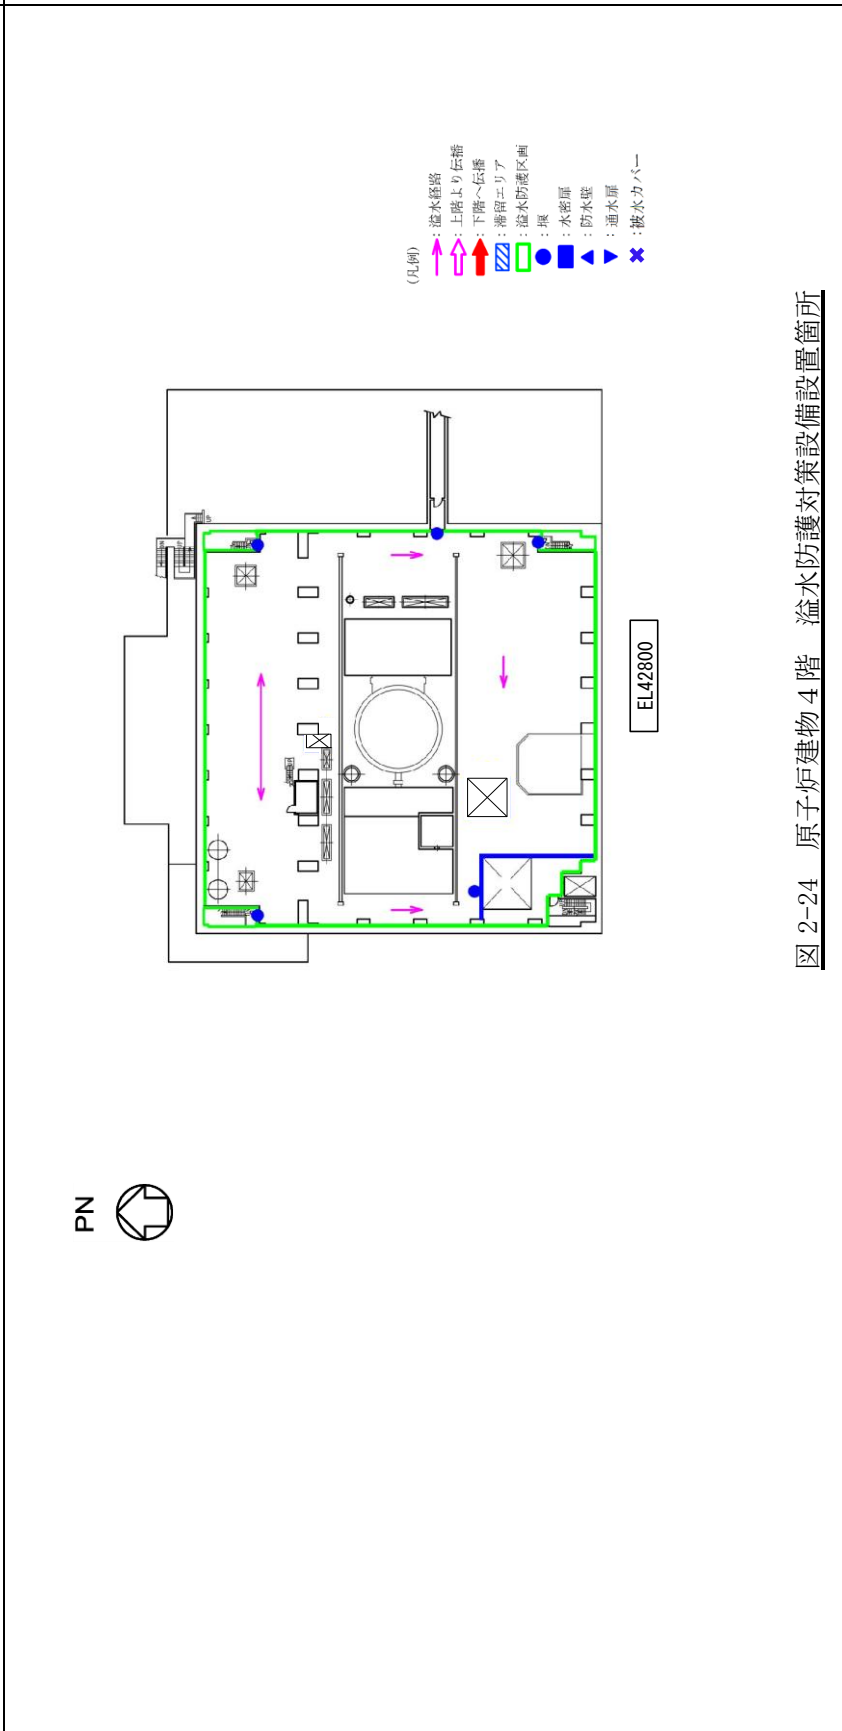 (凡例)
：溢水経路
：上階より伝播
：下階へ伝播
：滞留エリア
：溢水防護区画
：堰
：水密扉
：防水壁
：通水扉
：被水カバー
EL42800
PN
図 2-24 原子炉建物 4 階 溢水防護対策設備設置箇所